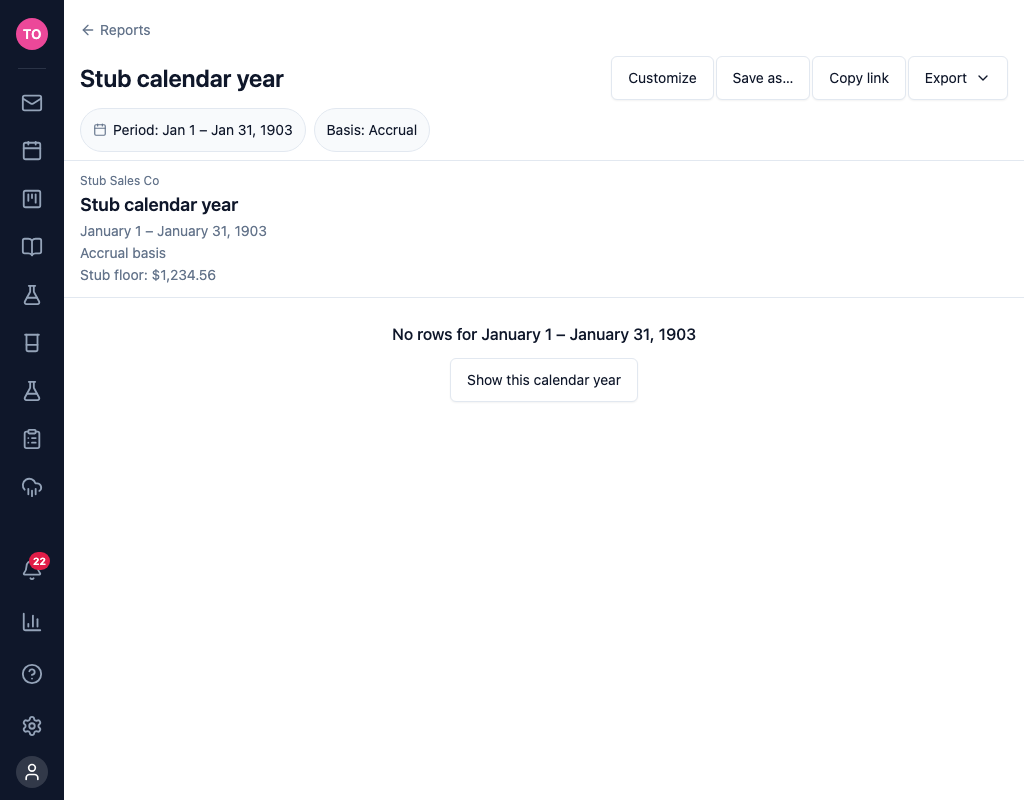 TO
Reports
Stub calendar year
Customize
Save as...
Copy link
Export
Period: Jan 1 – Jan 31, 1903
Basis: Accrual
Stub Sales Co
Stub calendar year
January 1 – January 31, 1903
Accrual basis
Stub floor: $1,234.56
No rows for January 1 – January 31, 1903
Show this calendar year
22